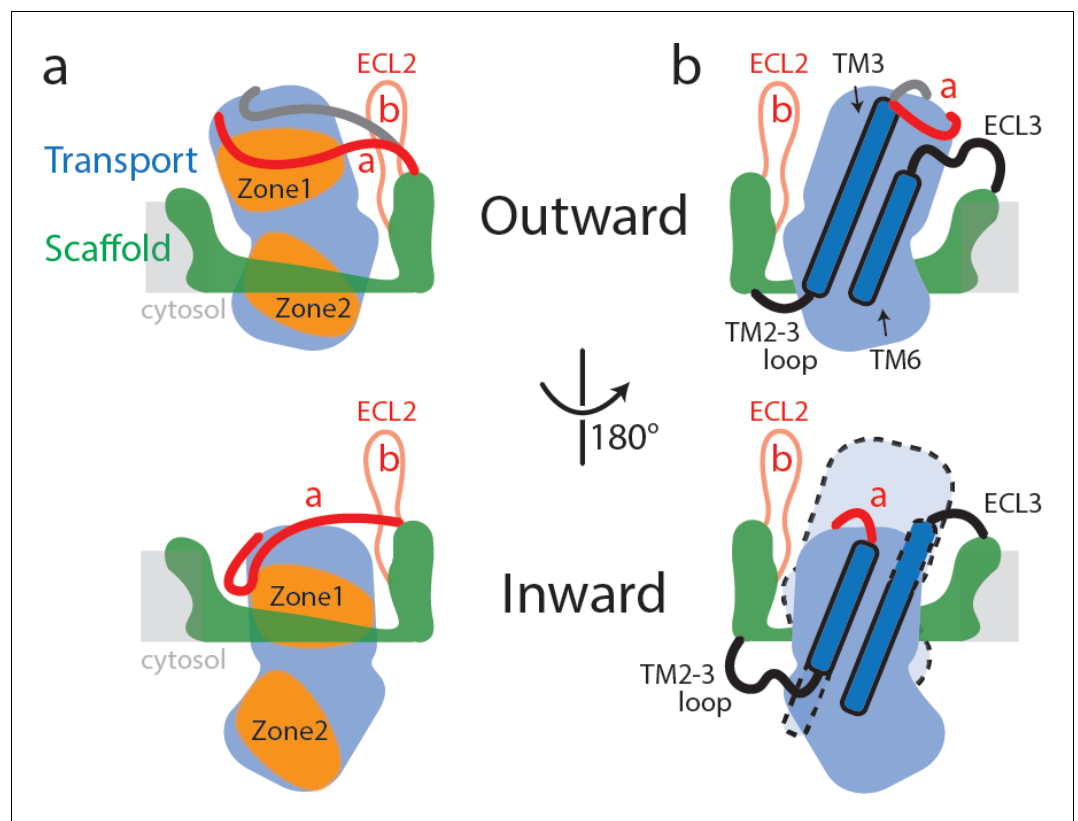 a
ECL2
b
a
Transport
Zone1
Scaffold
Zone2
cytosol
Outward
b
ECL2
TM3
a
b
ECL3
TM2-3
loop
TM6
180°
ECL2
b
a
Zone1
cytosol
Zone2
Inward
ECL2
b
a
ECL3
TM2-3
loop